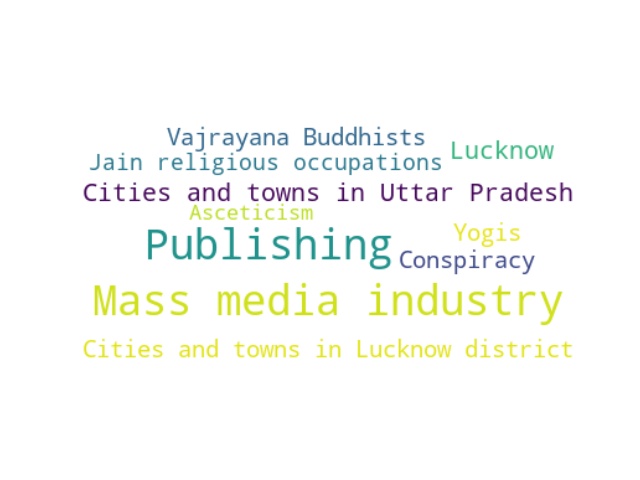 Vajrayana Buddhists
Lucknow
Jain religious occupations
Cities and towns in Uttar Pradesh
Asceticism
Yogis
Publishing
Conspiracy
Mass media industry
Cities and towns in Lucknow district